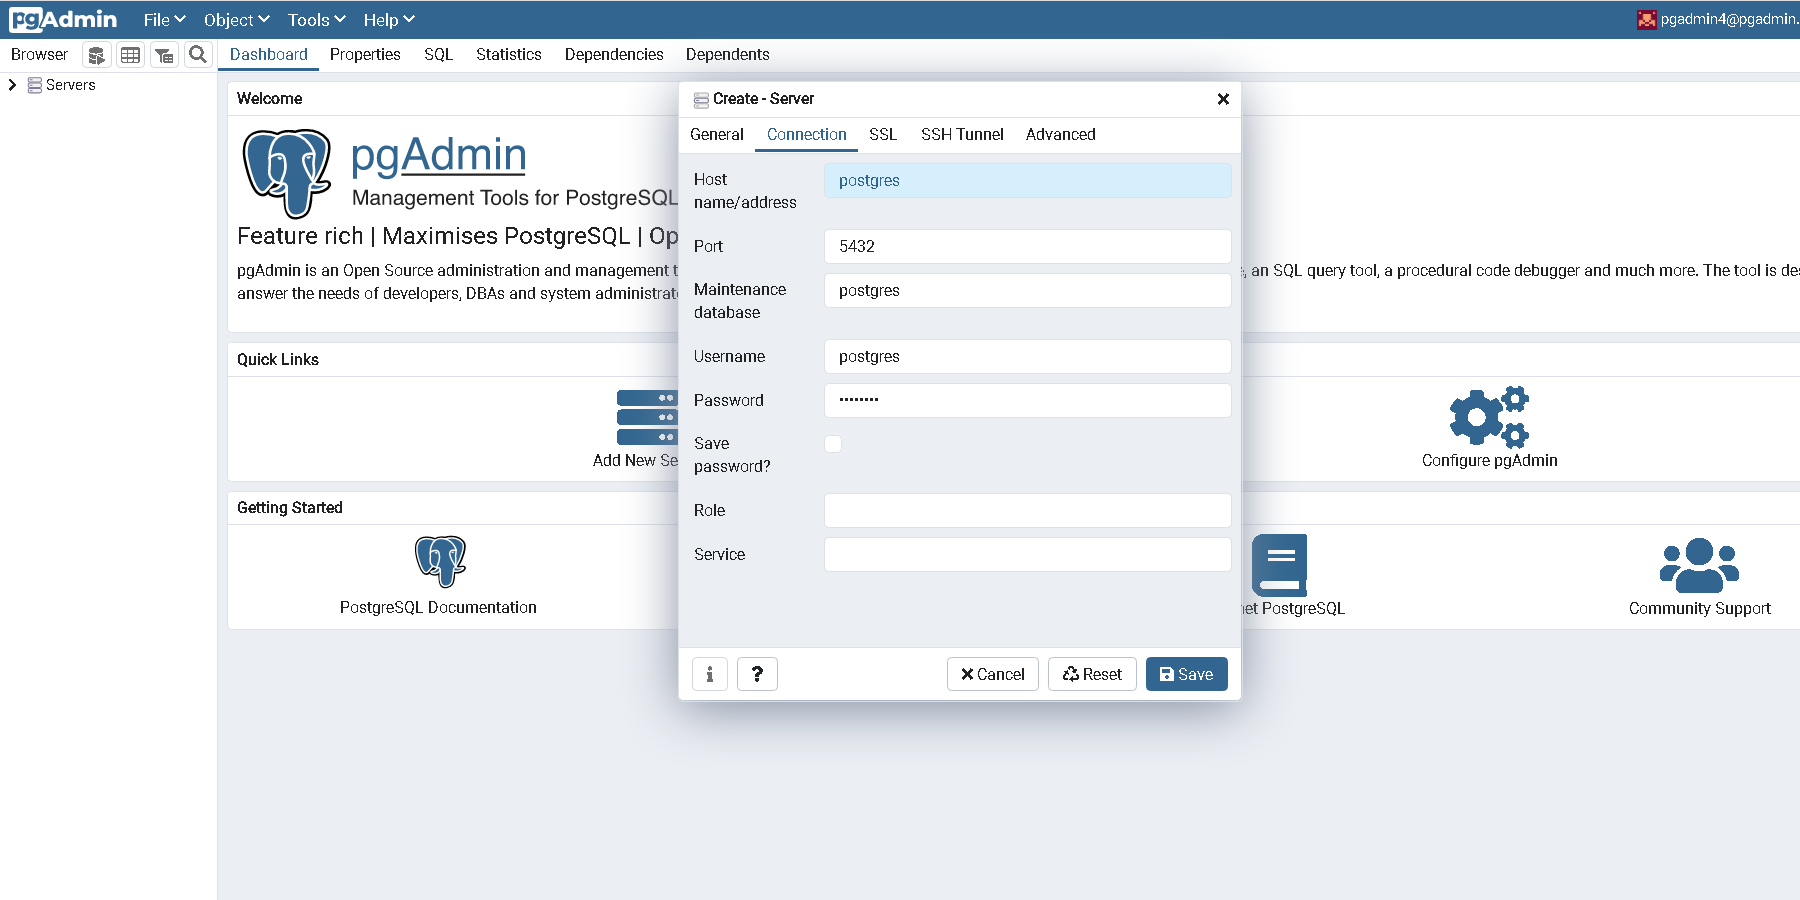 pgAdmin File Object Tools Help pgadmin4@pgadmin.
Browser Dashboard Properties SQL Statistics Dependencies Dependents
Servers
Welcome
pgAdmin
Management Tools for PostgreSQL
Feature rich | Maximises PostgreSQL | Op
pgAdmin is an Open Source administration and management t
, an SQL query tool, a procedural code debugger and much more. The tool is des
answer the needs of developers, DBAs and system administrat
Quick Links
Add New Se
Configure pgAdmin
Getting Started
PostgreSQL Documentation
net PostgreSQL
Community Support
Create - Server
General Connection SSL SSH Tunnel Advanced
Host
name/address
postgres
Port 5432
Maintenance
database
postgres
Username postgres
Password ••••••••
Save
password?
Role
Service
i ? Cancel Reset Save